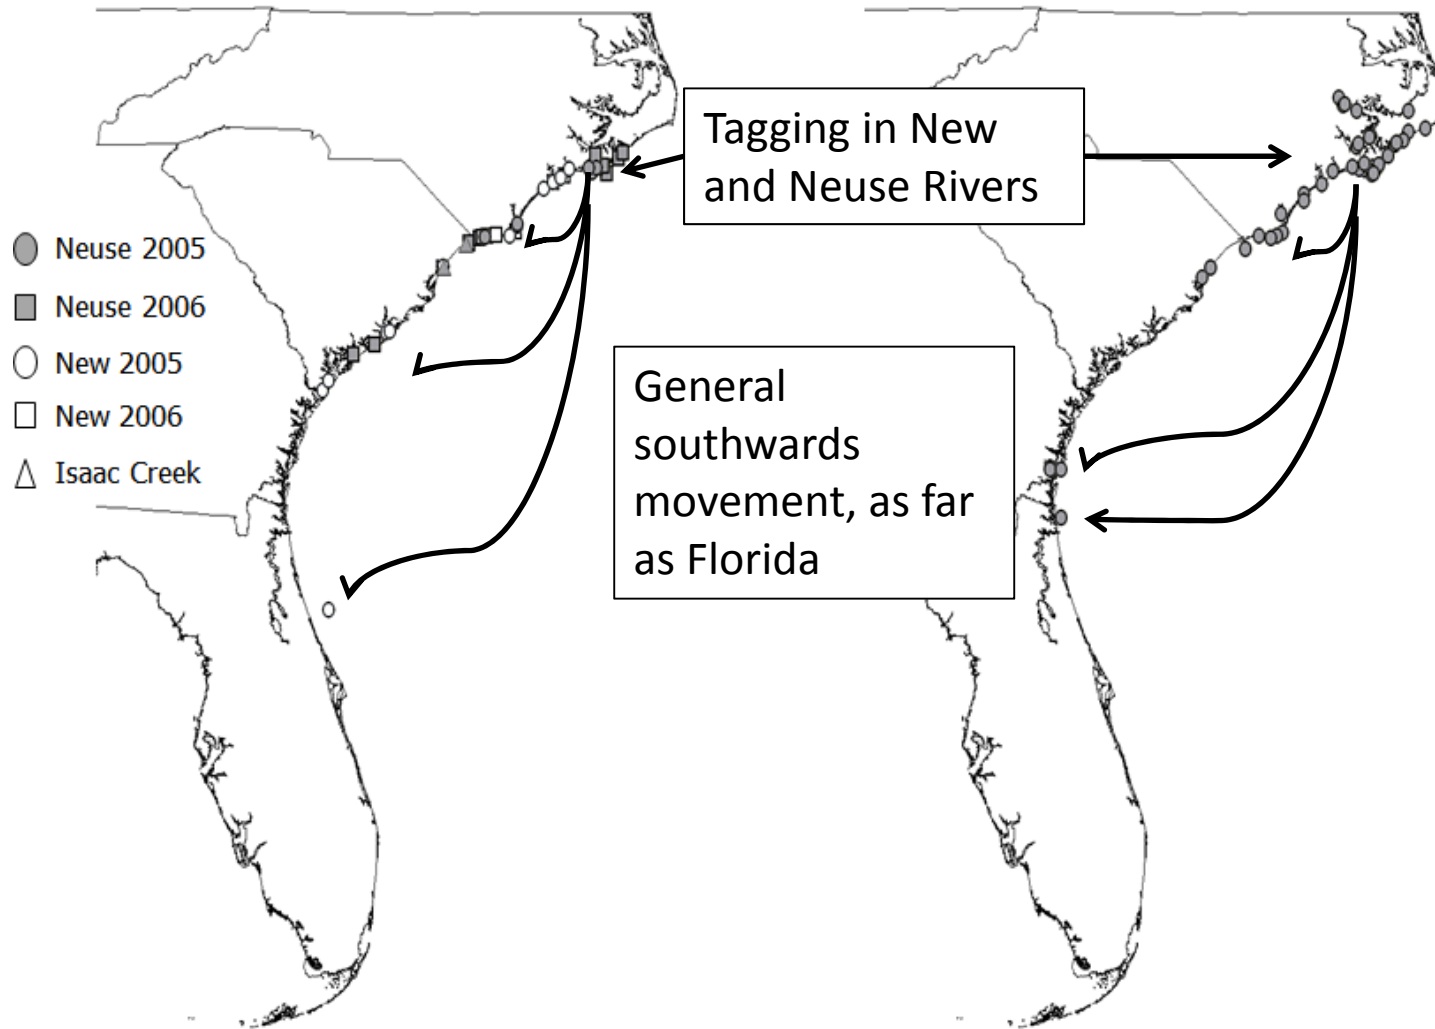 Tagging in New
and Neuse Rivers
Neuse 2005
Neuse 2006
New 2005
New 2006
Isaac Creek
General
southwards
movement, as far
as Florida